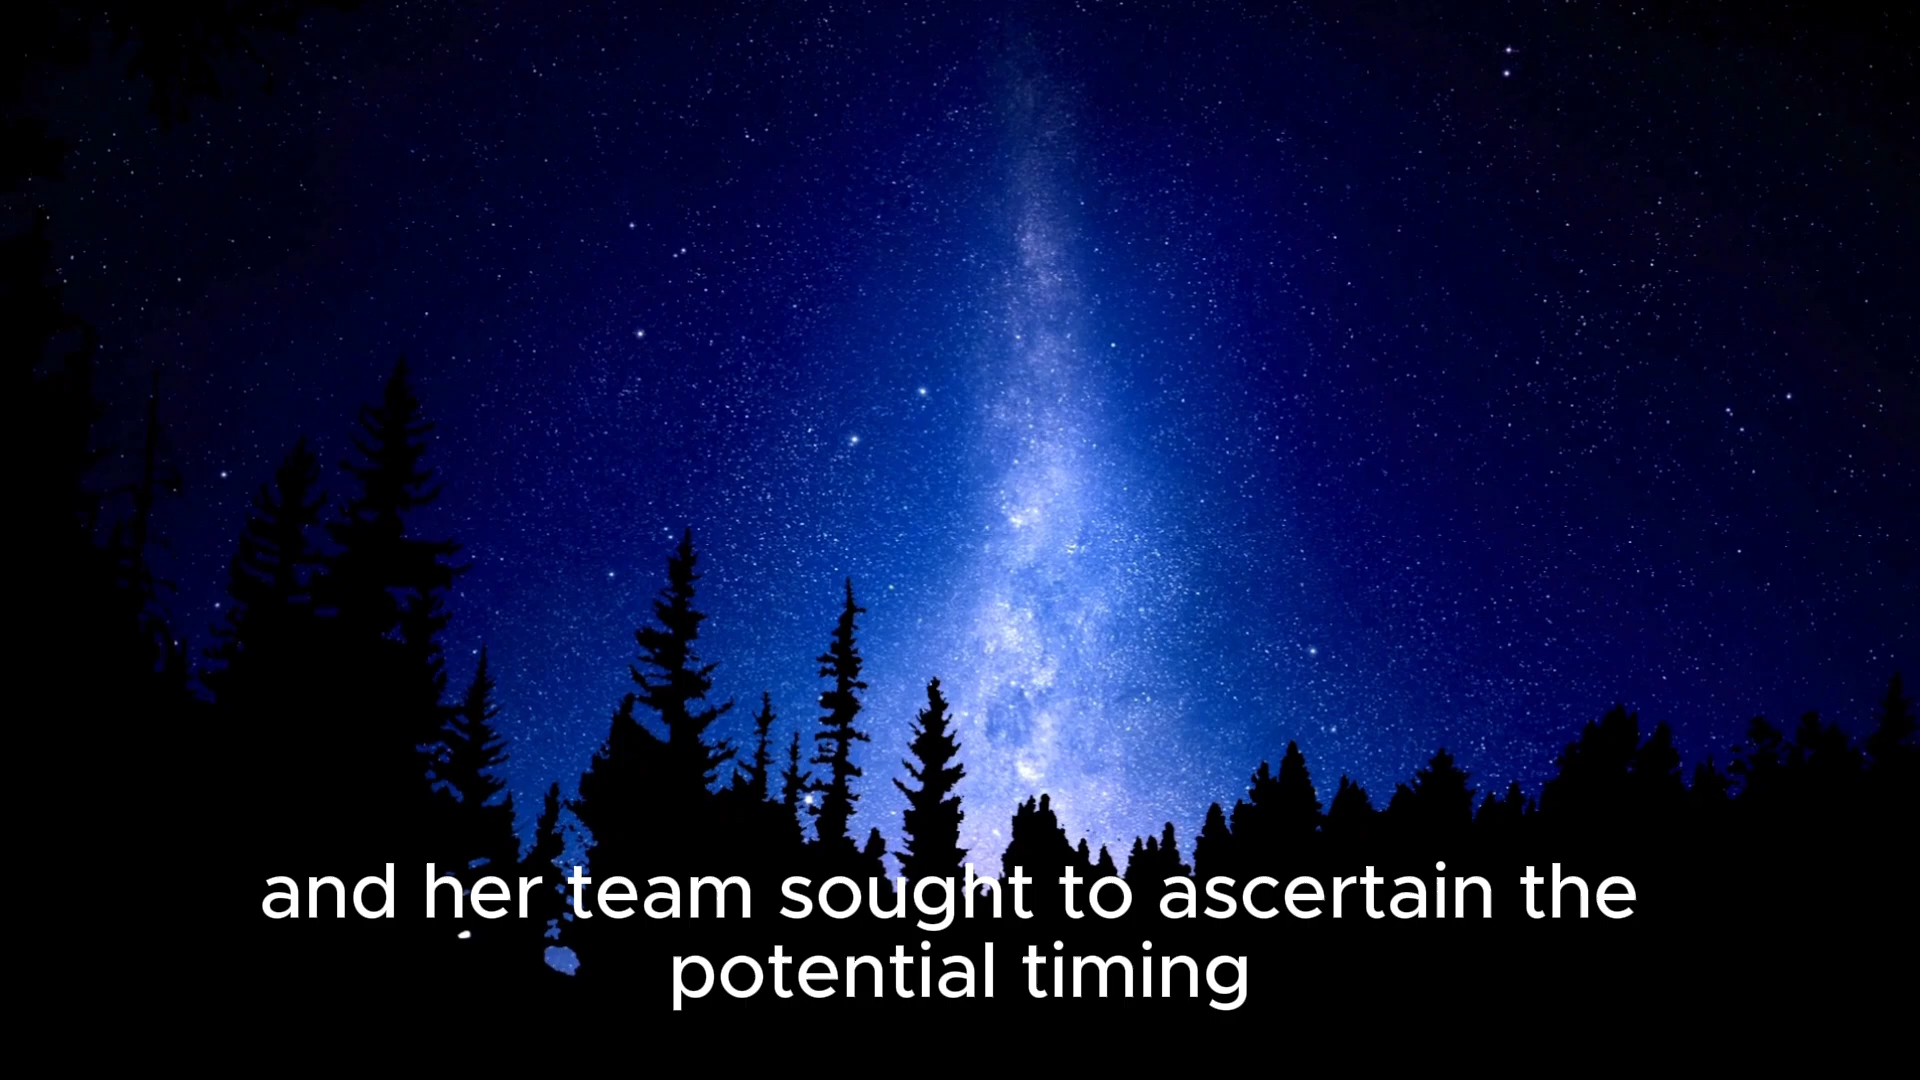 and her team sought to ascertain the
potential timing